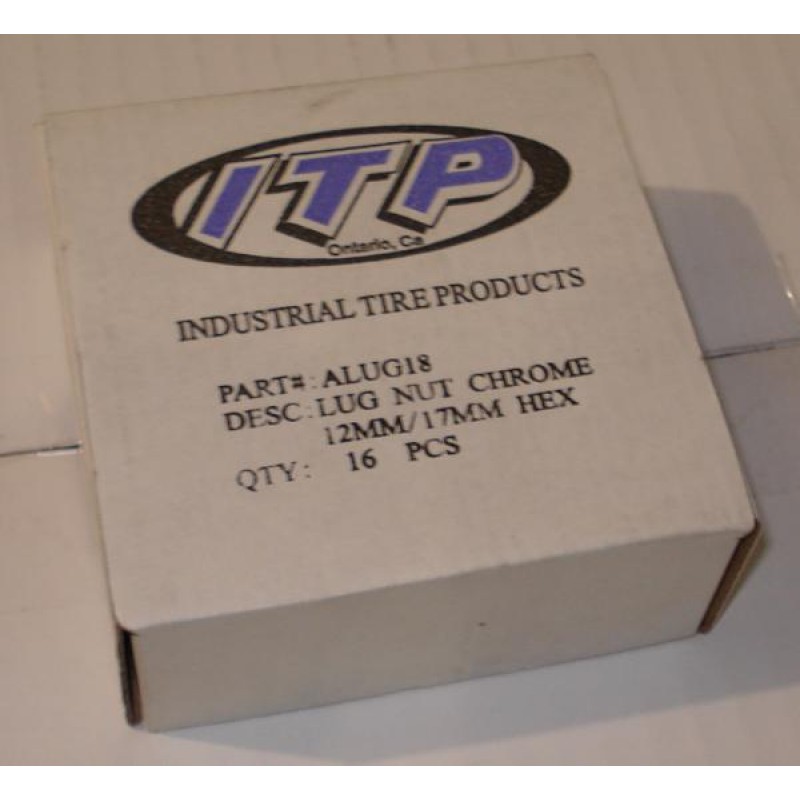 ITP
Ontario, Ca
INDUSTRIAL TIRE PRODUCTS
PART#: ALUG18
DESC: LUG NUT CHROME
12MM/17MM HEX
QTY: 16 PCS